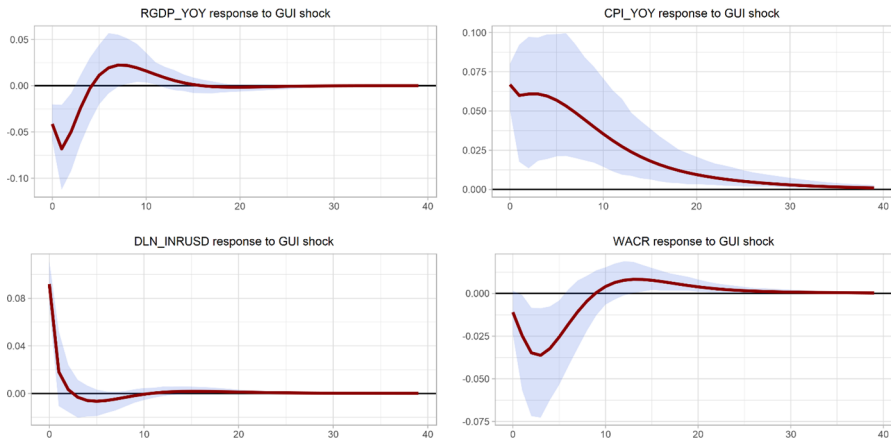 RGDP_YOY response to GUI shock
0.05
0.00
-0.05
-0.10
0 10 20 30 40
CPI_YOY response to GUI shock
0.100
0.075
0.050
0.025
0.000
0 10 20 30 40
DLN_INRUSD response to GUI shock
0.08
0.04
0.00
0 10 20 30 40
WACR response to GUI shock
0.000
-0.025
-0.050
-0.075
0 10 20 30 40